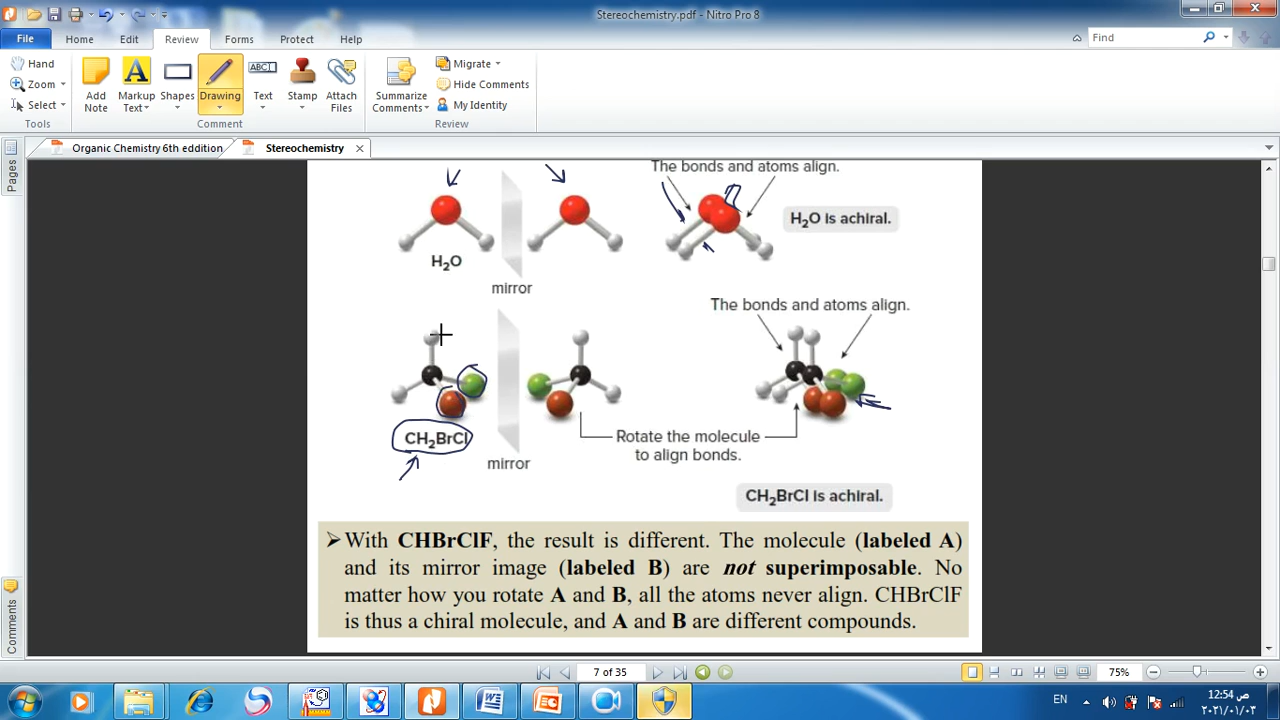 Stereochemistry.pdf - Nitro Pro 8
File Home Edit Review Forms Protect Help
Find
Hand
Zoom
Select
Tools
Add Note
Markup Text
Shapes
Drawing
Text
Stamp
Attach Files
Comment
Summarize Comments
Migrate
Hide Comments
My Identity
Review
Organic Chemistry 6th eddition
Stereochemistry
Pages
Comments
The bonds and atoms align.
H₂O is achiral.
H₂O
mirror
The bonds and atoms align.
CH₂BrCl
mirror
Rotate the molecule
to align bonds.
CH₂BrCl is achiral.
➢ With CHBrClF, the result is different. The molecule (labeled A)
and its mirror image (labeled B) are not superimposable. No
matter how you rotate A and B, all the atoms never align. CHBrClF
is thus a chiral molecule, and A and B are different compounds.
7 of 35
75%
EN
12:54 ص
٢٠٢١/٠١/٠٣